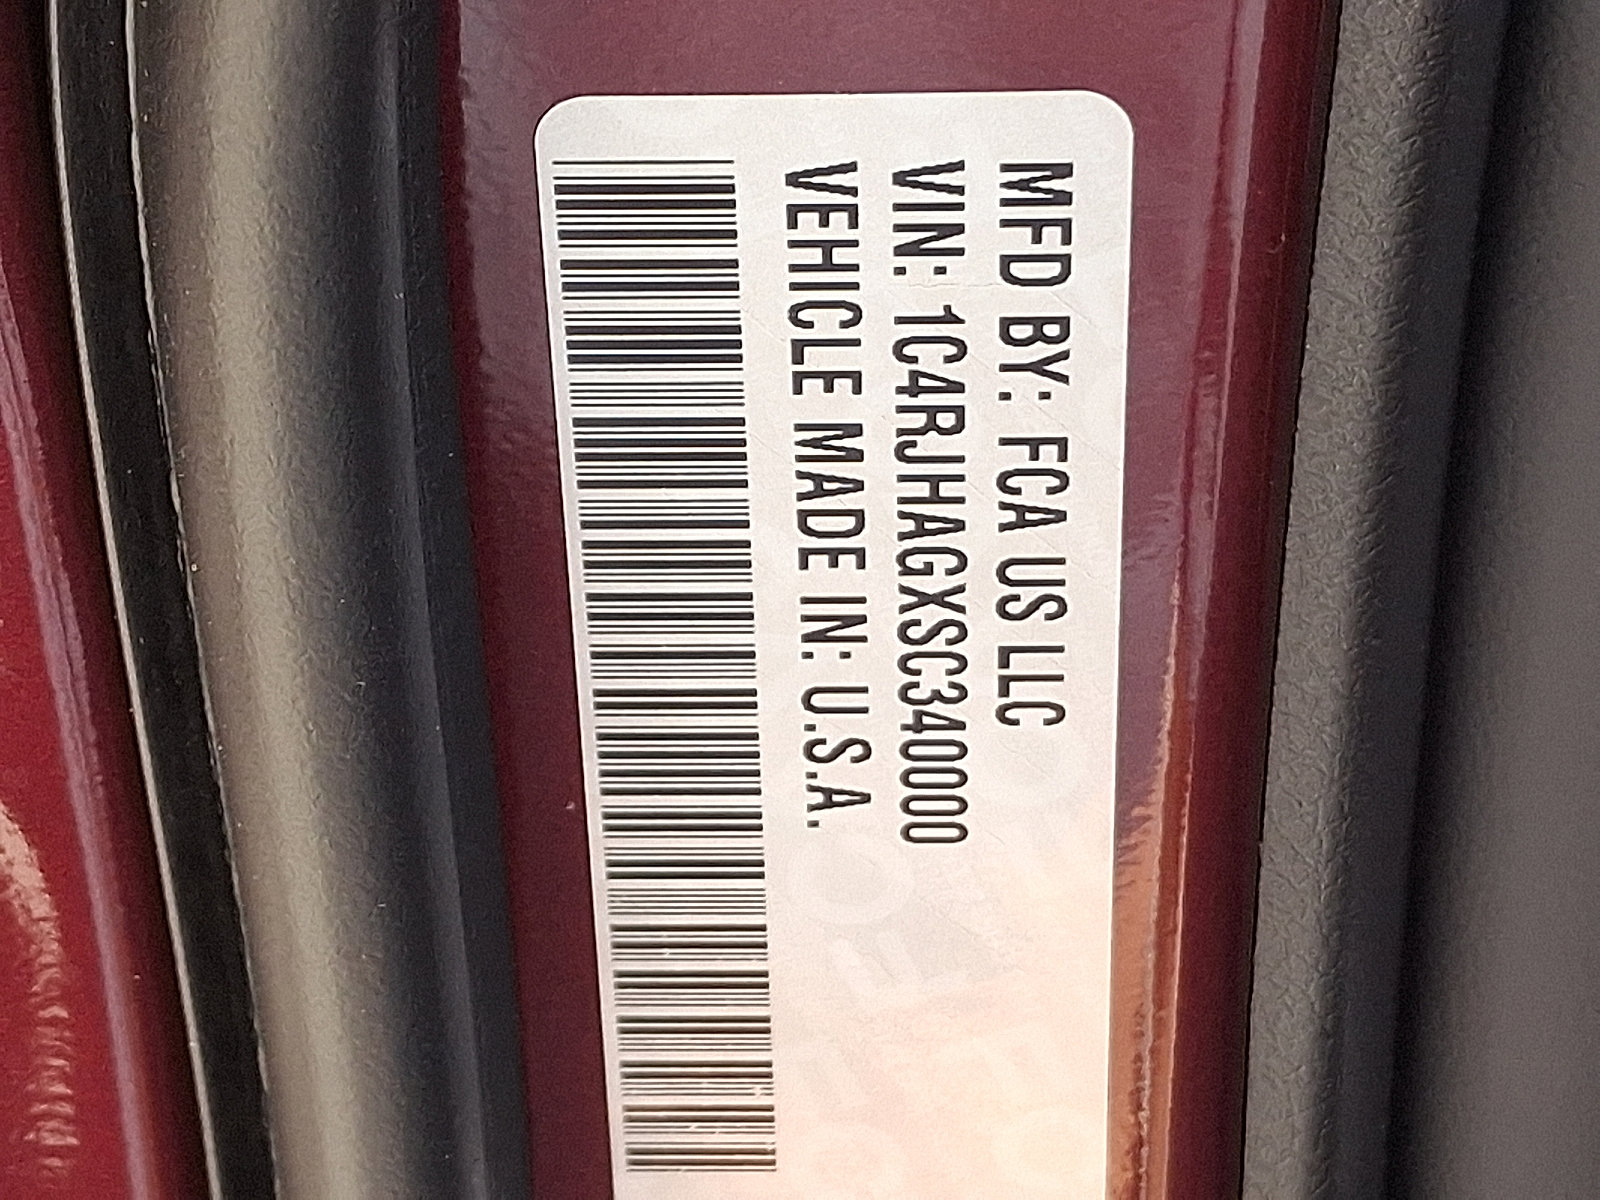 MFD BY: FCA US LLC
VIN: 1C4RJHAGXSC340000
VEHICLE MADE IN: U.S.A.